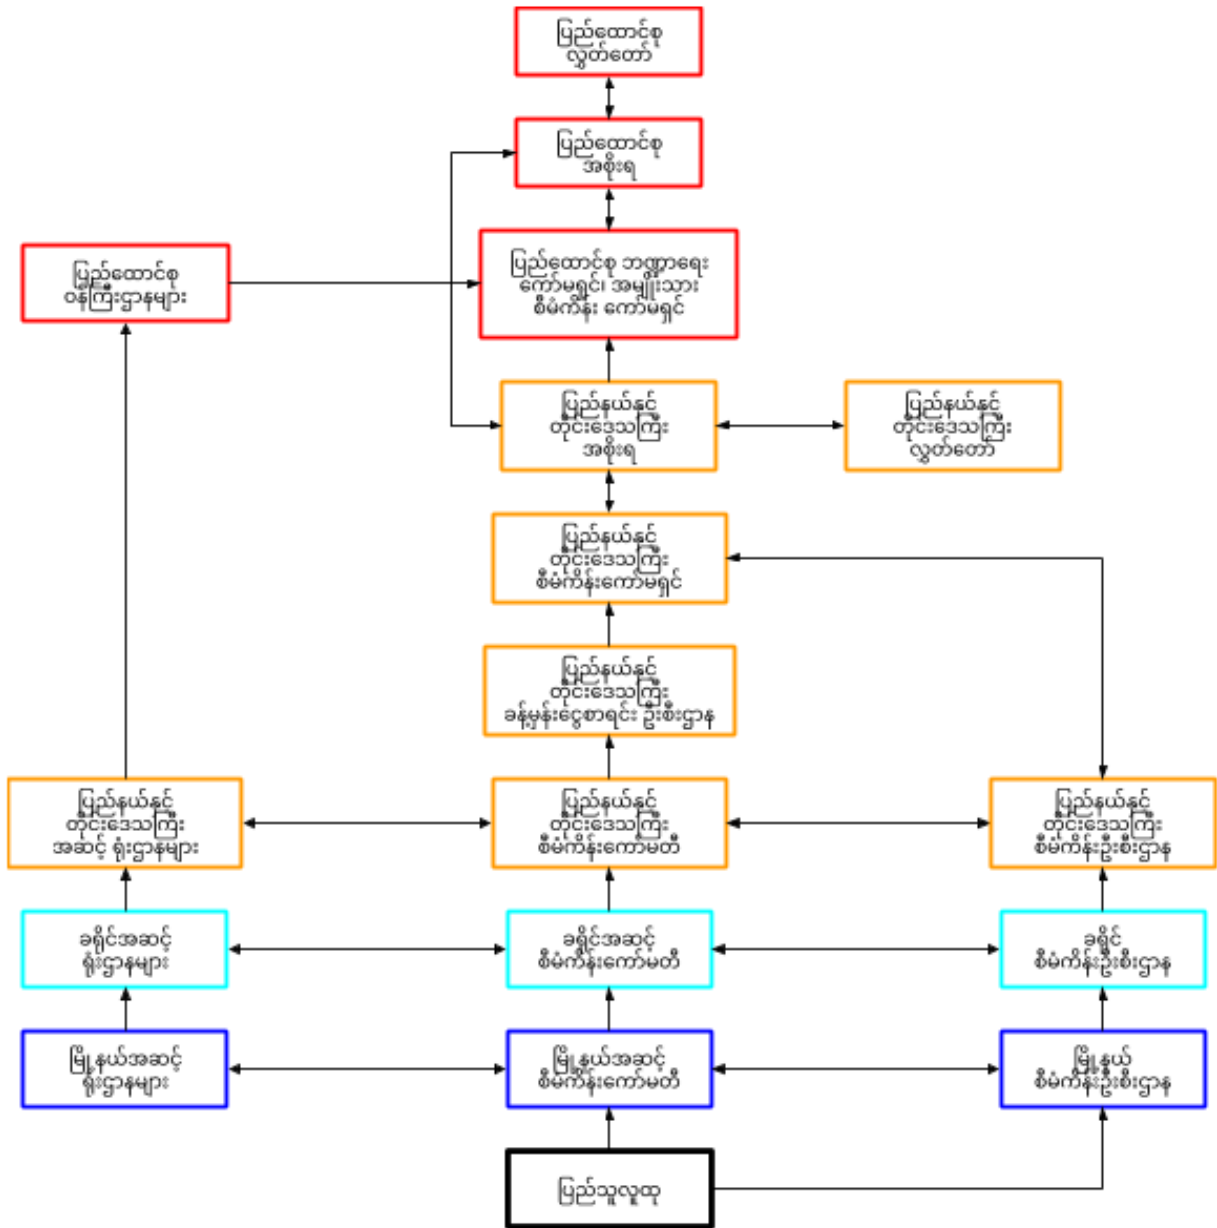 ပြည်ထောင်စု
လွှတ်တော်
ပြည်ထောင်စု
အစိုးရ
ပြည်ထောင်စု
ဝန်ကြီးဌာနများ
ပြည်ထောင်စု ဘဏ္ဍာရေး
ကော်မရှင်၊ အမျိုးသား
စီမံကိန်း ကော်မရှင်
ပြည်နယ်နှင့်
တိုင်းဒေသကြီး
အစိုးရ
ပြည်နယ်နှင့်
တိုင်းဒေသကြီး
လွှတ်တော်
ပြည်နယ်နှင့်
တိုင်းဒေသကြီး
စီမံကိန်းကော်မရှင်
ပြည်နယ်နှင့်
တိုင်းဒေသကြီး
ခန့်မှန်းငွေစာရင်း ဦးစီးဌာန
ပြည်နယ်နှင့်
တိုင်းဒေသကြီး
အဆင့် ရုံးဌာနများ
ပြည်နယ်နှင့်
တိုင်းဒေသကြီး
စီမံကိန်းကော်မတီ
ပြည်နယ်နှင့်
တိုင်းဒေသကြီး
စီမံကိန်းဦးစီးဌာန
ခရိုင်အဆင့်
ရုံးဌာနများ
ခရိုင်အဆင့်
စီမံကိန်းကော်မတီ
ခရိုင်
စီမံကိန်းဦးစီးဌာန
မြို့နယ်အဆင့်
ရုံးဌာနများ
မြို့နယ်အဆင့်
စီမံကိန်းကော်မတီ
မြို့နယ်
စီမံကိန်းဦးစီးဌာန
ပြည်သူလူထု